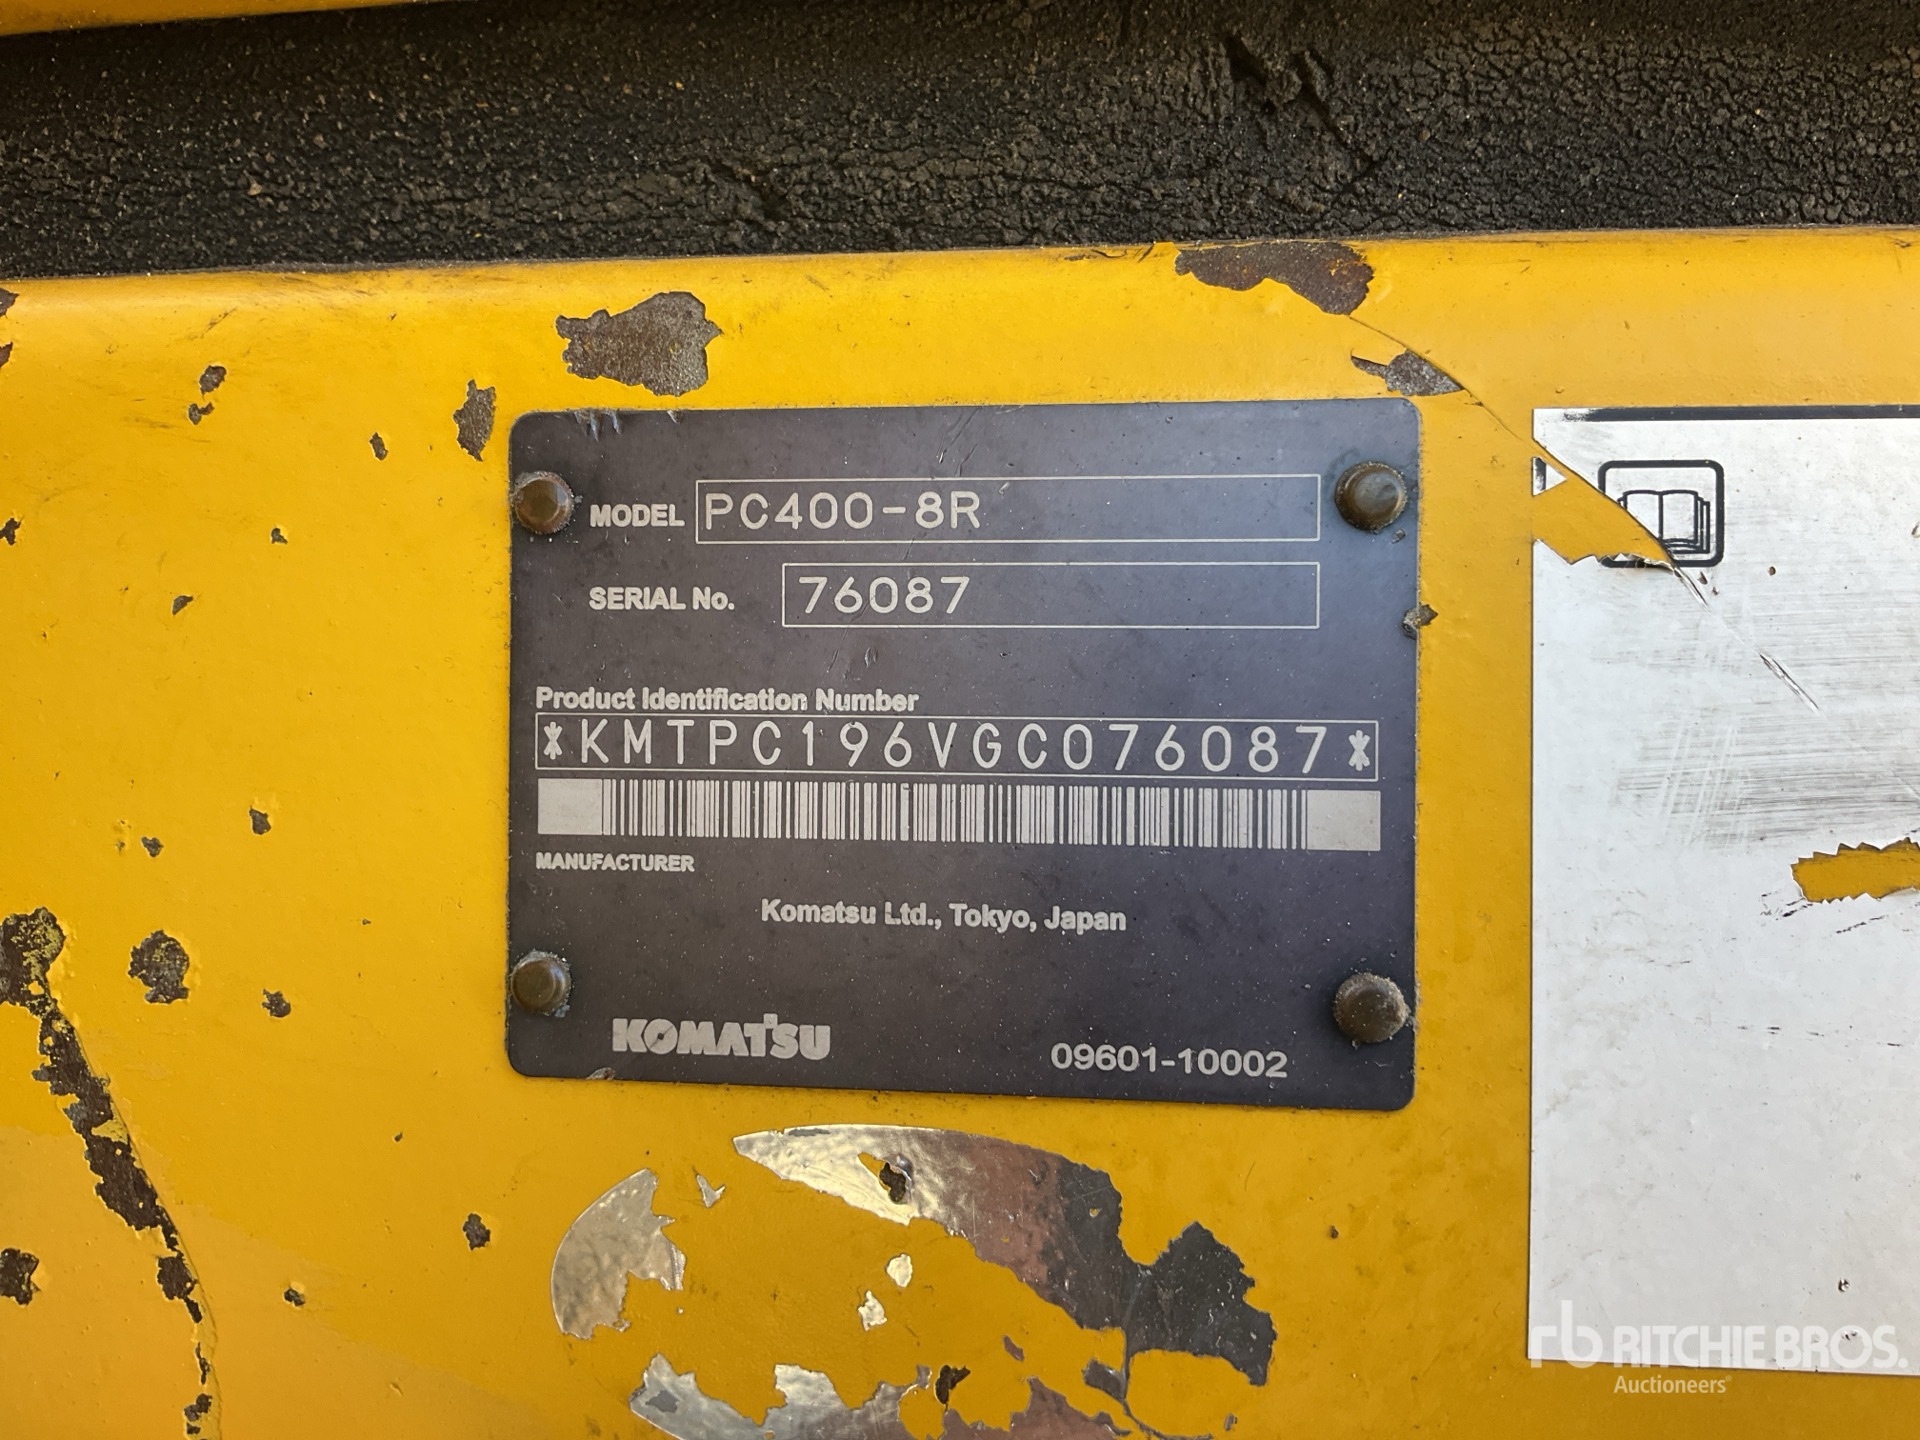 MODEL PC400-8R
SERIAL No. 76087
Product Identification Number
*KMTPC196VGC076087*
MANUFACTURER
Komatsu Ltd., Tokyo, Japan
KOMATSU 09601-10002
rb RITCHIE BROS.
Auctioneers